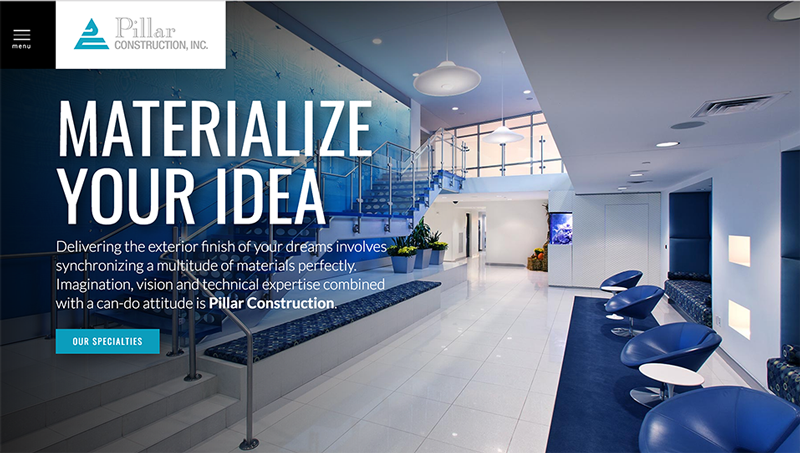 menu
Pillar
CONSTRUCTION, INC.
MATERIALIZE
YOUR IDEA
Delivering the exterior finish of your dreams involves
synchronizing a multitude of materials perfectly.
Imagination, vision and technical expertise combined
with a can-do attitude is Pillar Construction.
OUR SPECIALTIES